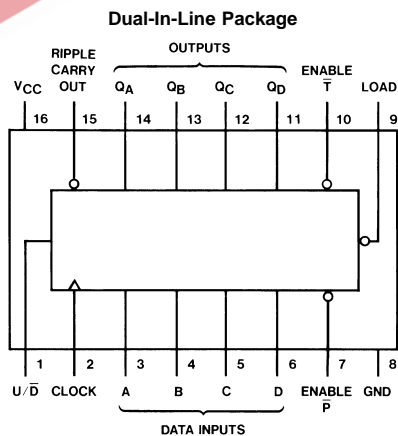 Dual-In-Line Package
OUTPUTS
RIPPLE CARRY OUT
ENABLE T̅
VCC QA QB QC QD LOAD
16 15 14 13 12 11 10 9
1 2 3 4 5 6 7 8
U/D̅ CLOCK A B C D ENABLE P̅ GND
DATA INPUTS